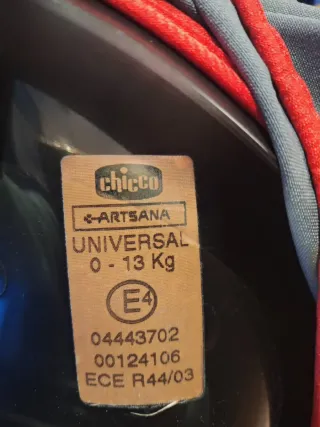 chicco
ARTSANA
UNIVERSAL
0 - 13 Kg
E4
04443702
00124106
ECE R44/03